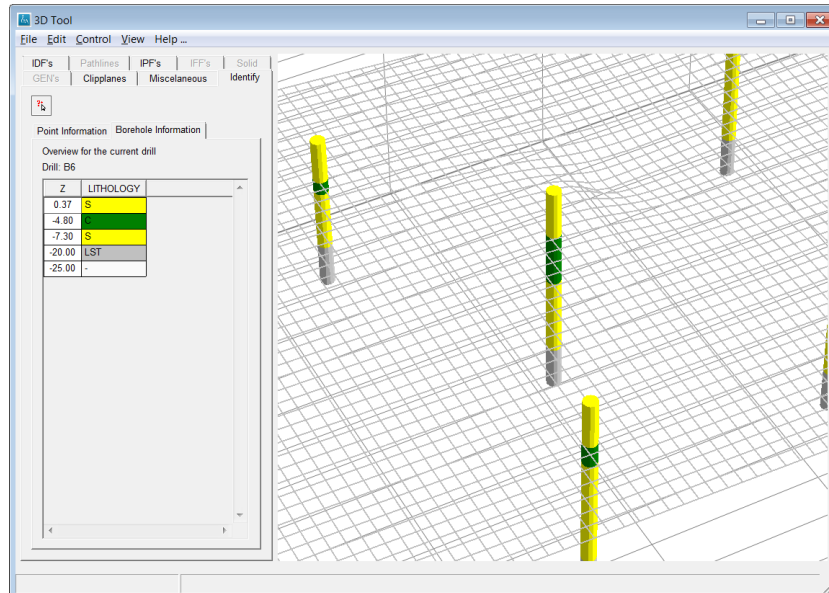 3D Tool
File Edit Control View Help ...
IDF's Pathlines IPF's IFF's Solid
GEN's Clipplanes Miscelaneous Identify
Point Information Borehole Information
Overview for the current drill
Drill: B6
Z LITHOLOGY
0.37 S
-4.80 C
-7.30 S
-20.00 LST
-25.00 -